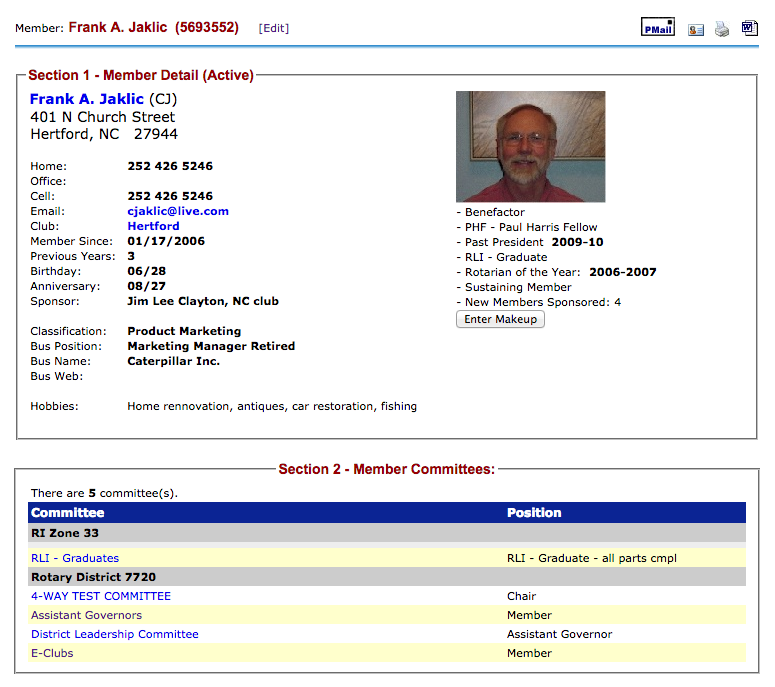 Member: Frank A. Jaklic (5693552) [Edit]
PMail
Section 1 - Member Detail (Active)
Frank A. Jaklic (CJ)
401 N Church Street
Hertford, NC 27944
Home: 252 426 5246
Office:
Cell: 252 426 5246
Email: cjaklic@live.com
Club: Hertford
Member Since: 01/17/2006
Previous Years: 3
Birthday: 06/28
Anniversary: 08/27
Sponsor: Jim Lee Clayton, NC club
Classification: Product Marketing
Bus Position: Marketing Manager Retired
Bus Name: Caterpillar Inc.
Bus Web:
Hobbies: Home rennovation, antiques, car restoration, fishing
- Benefactor
- PHF - Paul Harris Fellow
- Past President 2009-10
- RLI - Graduate
- Rotarian of the Year: 2006-2007
- Sustaining Member
- New Members Sponsored: 4
Enter Makeup
Section 2 - Member Committees:
There are 5 committee(s).
Committee Position
RI Zone 33
RLI - Graduates RLI - Graduate - all parts cmpl
Rotary District 7720
4-WAY TEST COMMITTEE Chair
Assistant Governors Member
District Leadership Committee Assistant Governor
E-Clubs Member